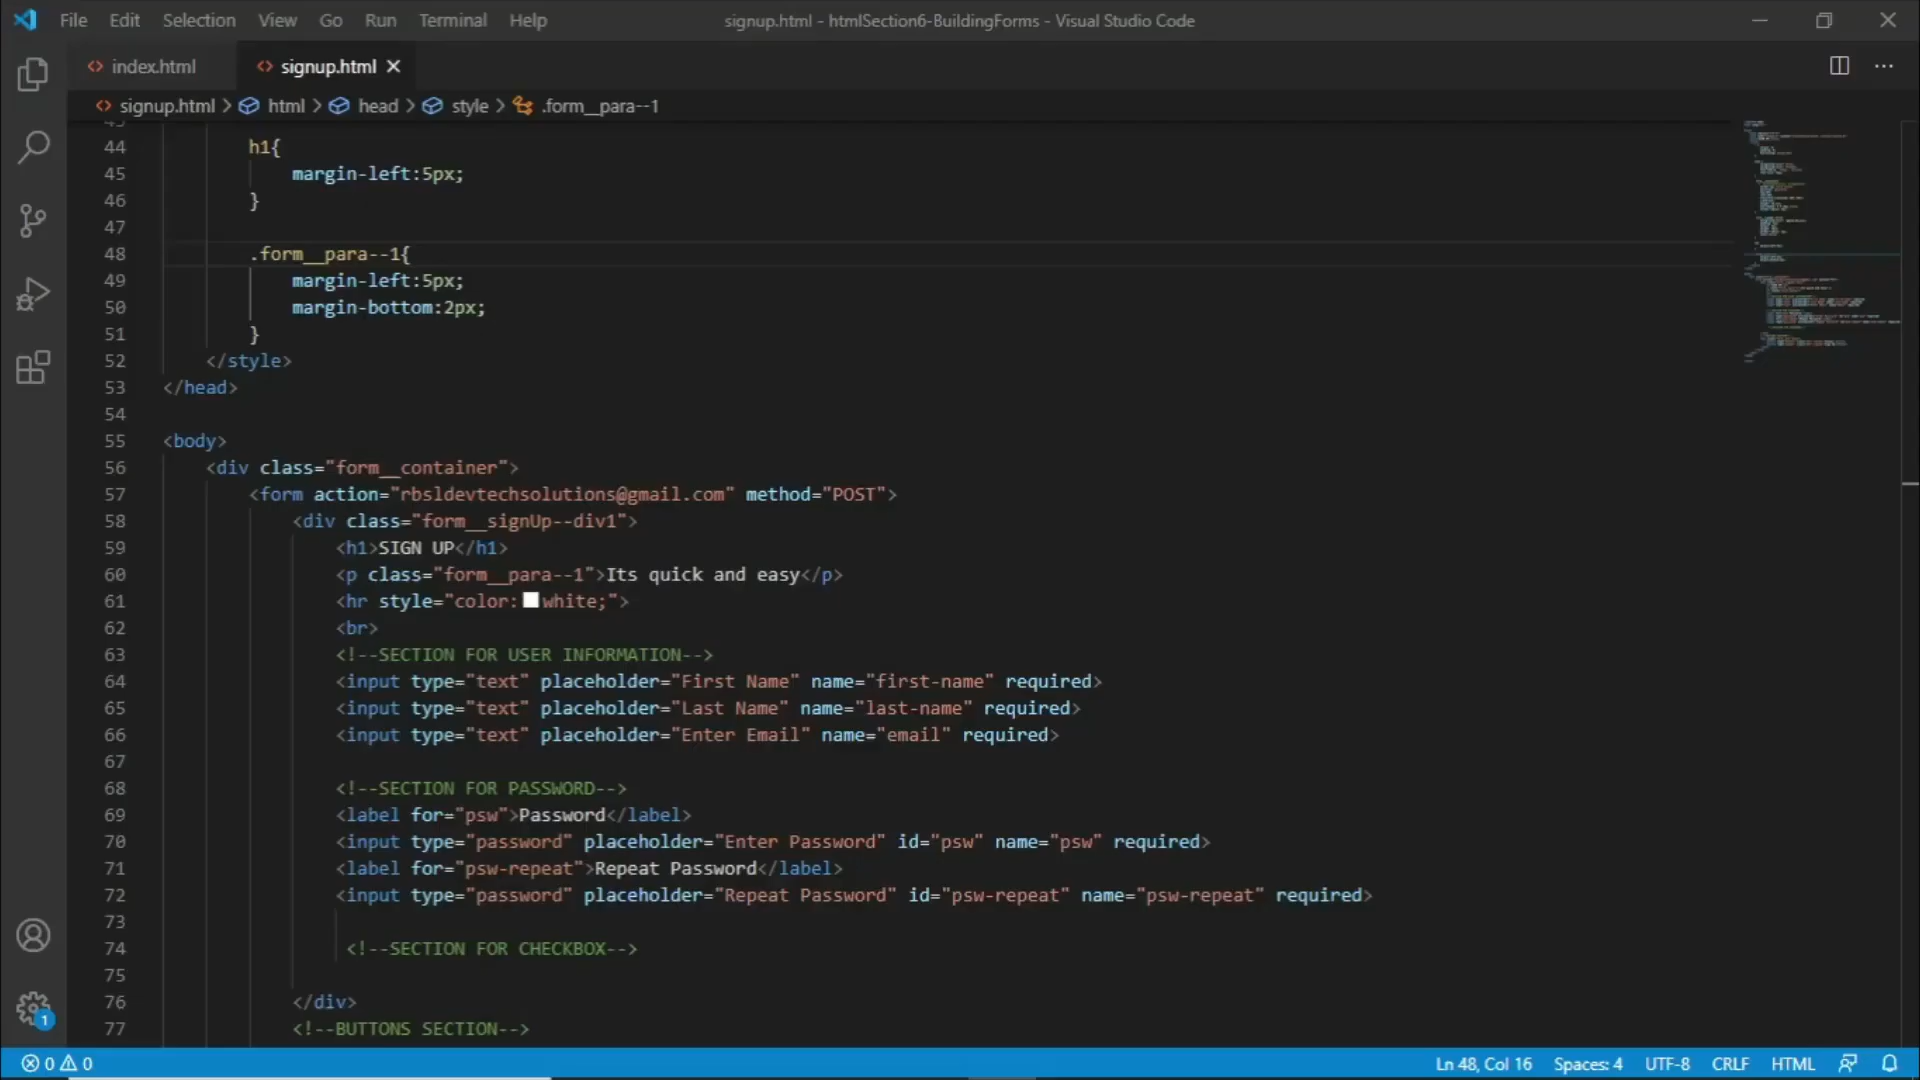 File Edit Selection View Go Run Terminal Help signup.html - htmlSection6-BuildingForms - Visual Studio Code
index.html signup.html
signup.html > html > head > style > .form__para--1
44 h1{
45 margin-left:5px;
46 }
47
48 .form__para--1{
49 margin-left:5px;
50 margin-bottom:2px;
51 }
52 </style>
53 </head>
54
55 <body>
56 <div class="form__container">
57 <form action="rbsldevtechsolutions@gmail.com" method="POST">
58 <div class="form__signUp--div1">
59 <h1>SIGN UP</h1>
60 <p class="form__para--1">Its quick and easy</p>
61 <hr style="color:white;">
62 <br>
63 <!--SECTION FOR USER INFORMATION-->
64 <input type="text" placeholder="First Name" name="first-name" required>
65 <input type="text" placeholder="Last Name" name="last-name" required>
66 <input type="text" placeholder="Enter Email" name="email" required>
67
68 <!--SECTION FOR PASSWORD-->
69 <label for="psw">Password</label>
70 <input type="password" placeholder="Enter Password" id="psw" name="psw" required>
71 <label for="psw-repeat">Repeat Password</label>
72 <input type="password" placeholder="Repeat Password" id="psw-repeat" name="psw-repeat" required>
73
74 <!--SECTION FOR CHECKBOX-->
75
76 </div>
77 <!--BUTTONS SECTION-->
1
0 0 Ln 48, Col 16 Spaces: 4 UTF-8 CRLF HTML